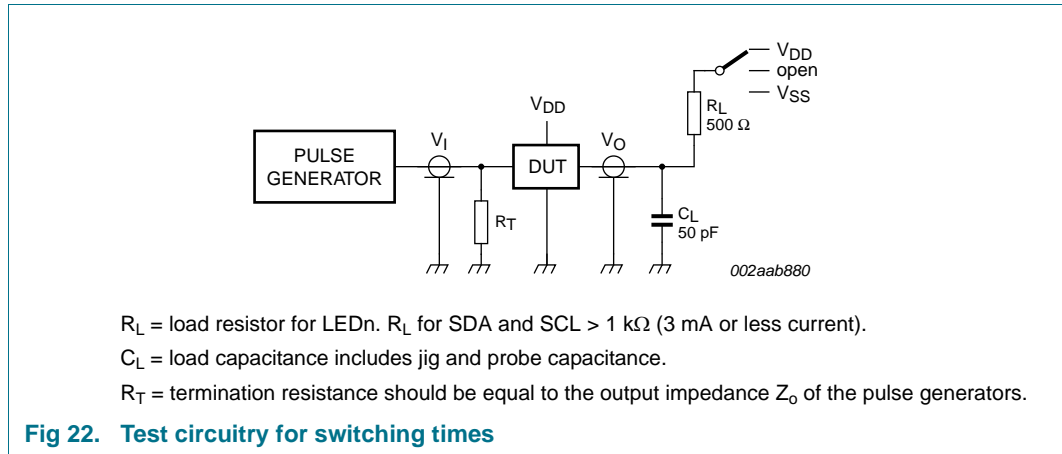 VDD
open
VSS
RL
500 Ω
VDD
VI
VO
PULSE
GENERATOR
DUT
RT
CL
50 pF
002aab880
RL = load resistor for LEDn. RL for SDA and SCL > 1 kΩ (3 mA or less current).
CL = load capacitance includes jig and probe capacitance.
RT = termination resistance should be equal to the output impedance Zo of the pulse generators.
Fig 22. Test circuitry for switching times